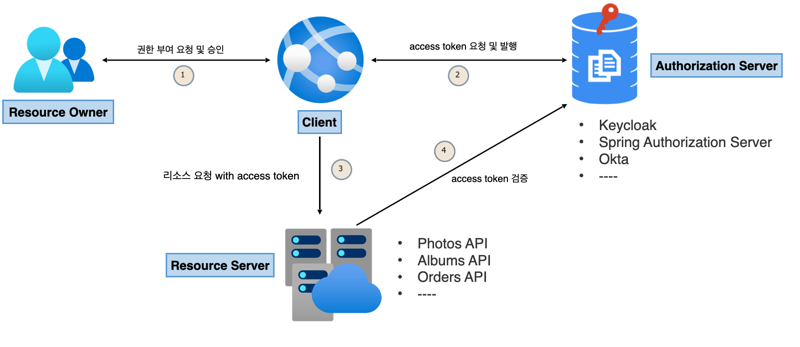 권한 부여 요청 및 승인
1
Resource Owner
Client
access token 요청 및 발행
2
Authorization Server
• Keycloak
• Spring Authorization Server
• Okta
• ----
리소스 요청 with access token
3
4
access token 검증
Resource Server
• Photos API
• Albums API
• Orders API
• ----